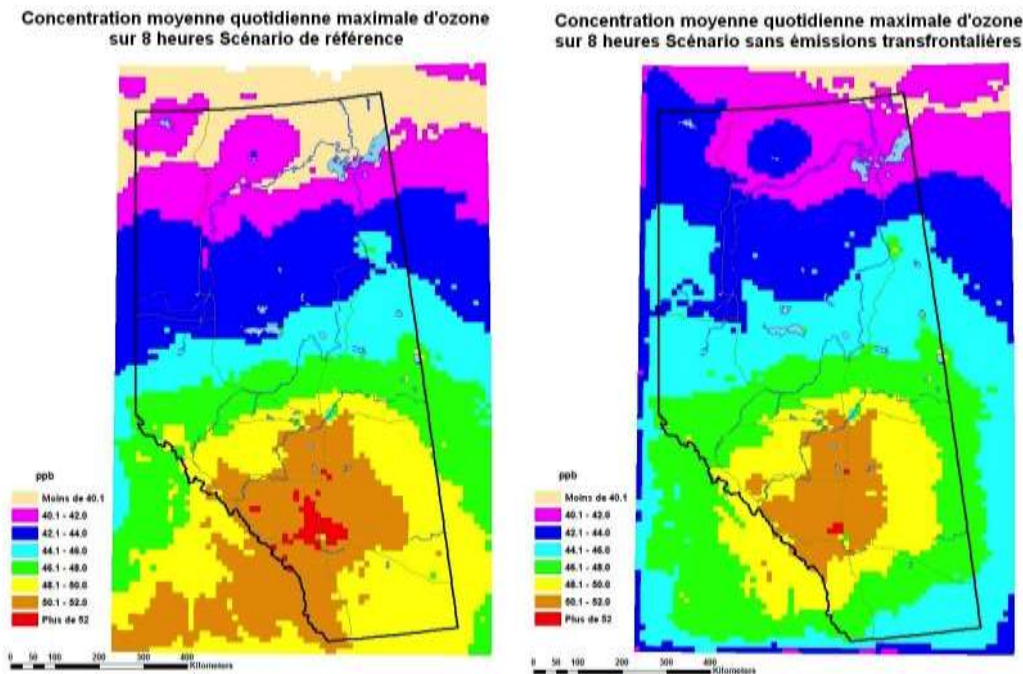 Concentration moyenne quotidienne maximale d'ozone
sur 8 heures Scénario de référence
ppb
Moins de 40.1
40.1 - 42.0
42.1 - 44.0
44.1 - 46.0
46.1 - 48.0
48.1 - 50.0
50.1 - 52.0
Plus de 52
0 50 100 200 300 400
Kilometers
Concentration moyenne quotidienne maximale d'ozone
sur 8 heures Scénario sans émissions transfrontalières
ppb
Moins de 40.1
40.1 - 42.0
42.1 - 44.0
44.1 - 46.0
46.1 - 48.0
48.1 - 50.0
50.1 - 52.0
Plus de 52
0 50 100 200 300 400
Kilometers